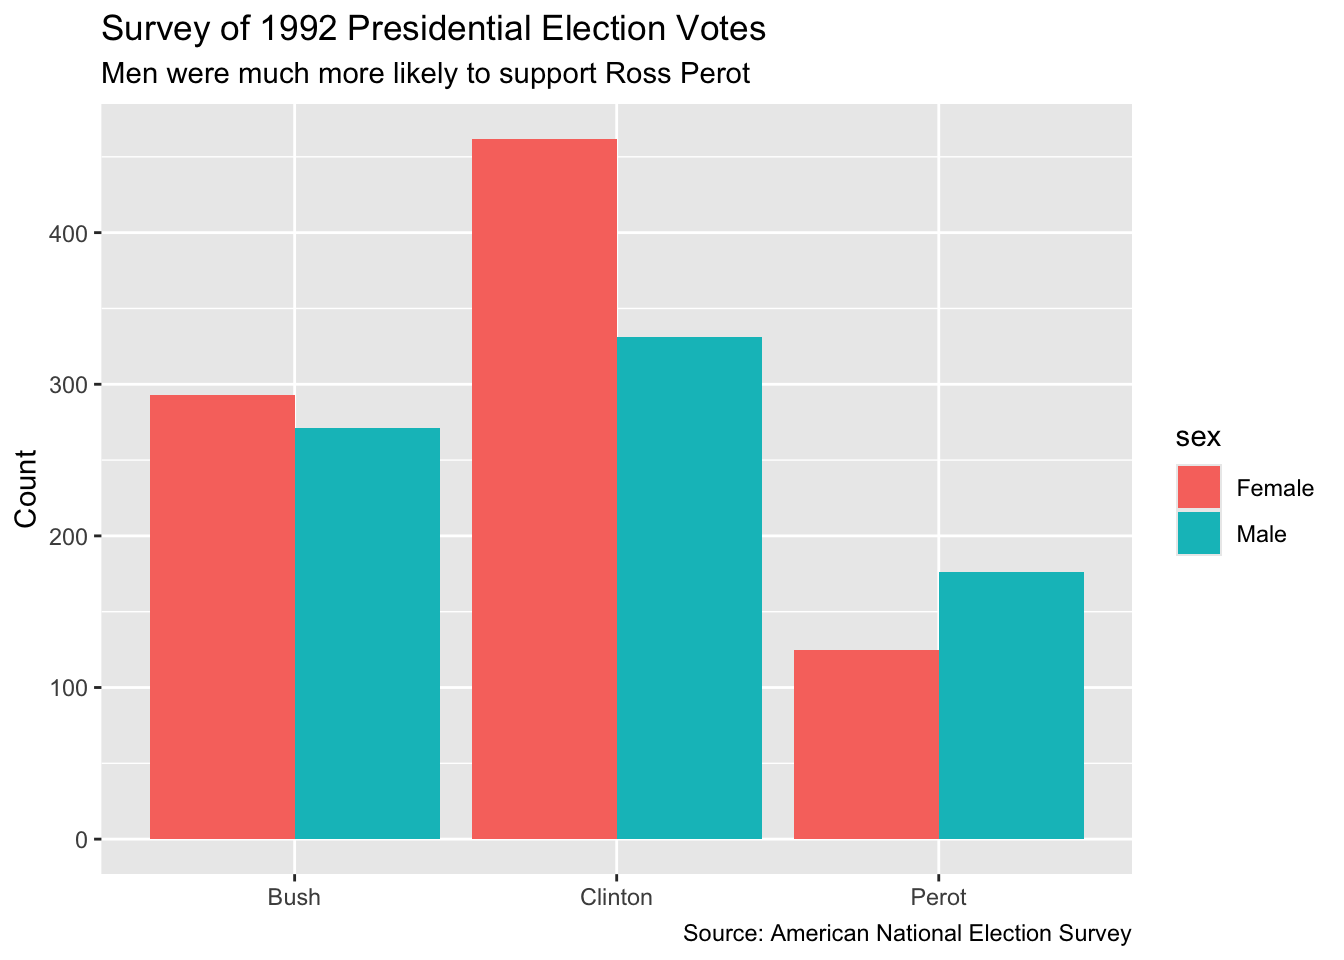 Survey of 1992 Presidential Election Votes
Men were much more likely to support Ross Perot
Count
400
300
200
100
0
Bush Clinton Perot
sex
Female
Male
Source: American National Election Survey